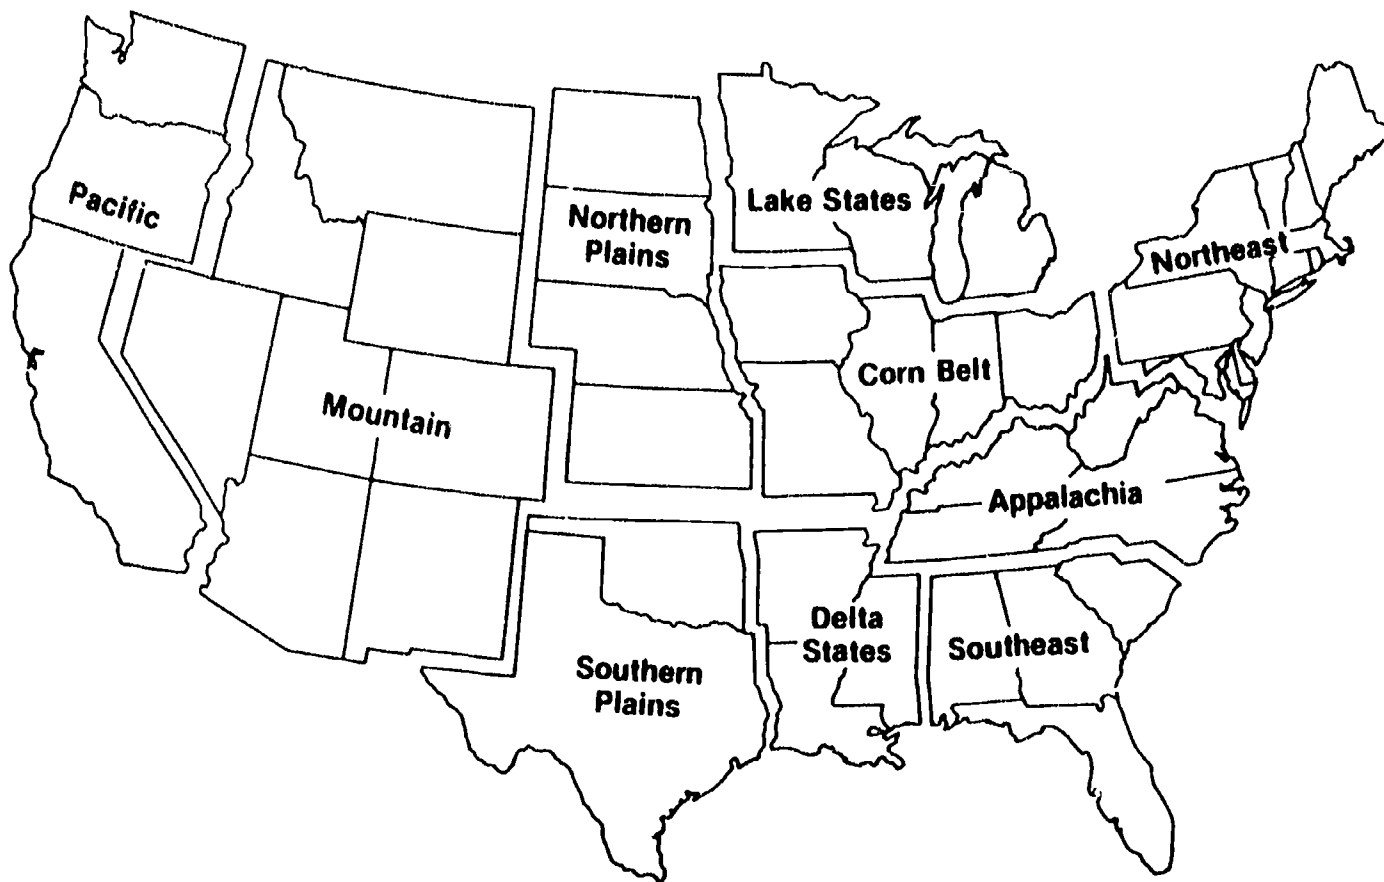 Pacific
Mountain
Northern
Plains
Lake States
Corn Belt
Northeast
Appalachia
Southeast
Delta
States
Southern
Plains